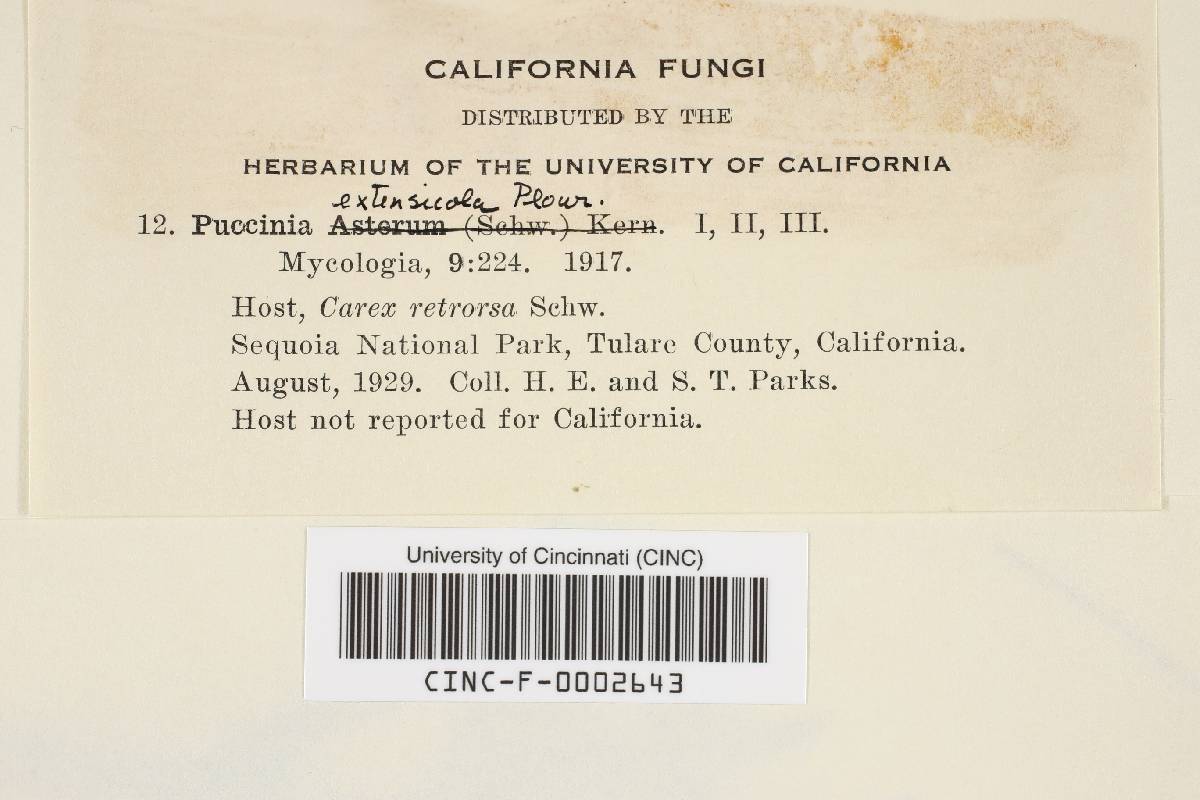 CALIFORNIA FUNGI
DISTRIBUTED BY THE
HERBARIUM OF THE UNIVERSITY OF CALIFORNIA
extensicola Plowr.
12. Puccinia Asterum (Schw.) Kern. I, II, III.
Mycologia, 9:224. 1917.
Host, Carex retrorsa Schw.
Sequoia National Park, Tulare County, California.
August, 1929. Coll. H. E. and S. T. Parks.
Host not reported for California.
University of Cincinnati (CINC)
CINC-F-0002643